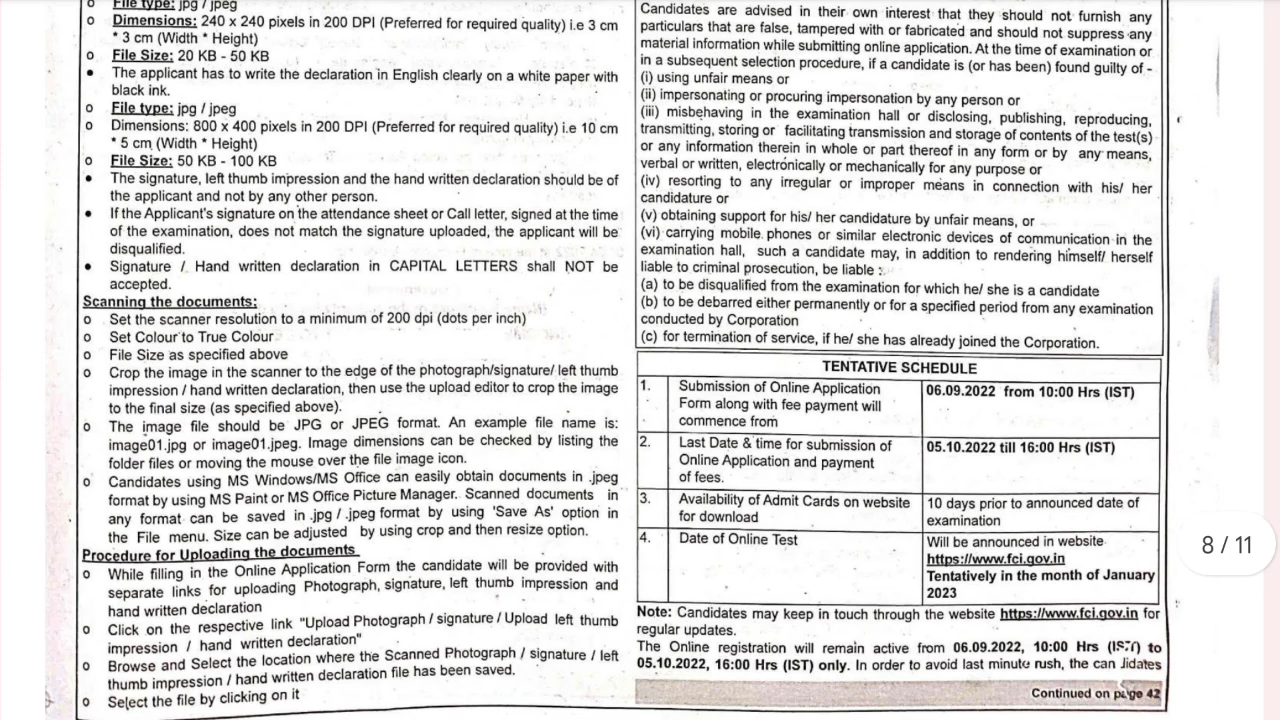 o File type: jpg / jpeg
o Dimensions: 240 x 240 pixels in 200 DPI (Preferred for required quality) i.e 3 cm
* 3 cm (Width * Height)
o File Size: 20 KB - 50 KB
• The applicant has to write the declaration in English clearly on a white paper with
black ink.
o File type: jpg / jpeg
o Dimensions: 800 x 400 pixels in 200 DPI (Preferred for required quality) i.e 10 cm
* 5 cm (Width * Height)
o File Size: 50 KB - 100 KB
• The signature, left thumb impression and the hand written declaration should be of
the applicant and not by any other person.
• If the Applicant's signature on the attendance sheet or Call letter, signed at the time
of the examination, does not match the signature uploaded, the applicant will be
disqualified.
• Signature / Hand written declaration in CAPITAL LETTERS shall NOT be
accepted.
Scanning the documents:
o Set the scanner resolution to a minimum of 200 dpi (dots per inch)
o Set Colour to True Colour
o File Size as specified above
o Crop the image in the scanner to the edge of the photograph/signature/ left thumb
impression / hand written declaration, then use the upload editor to crop the image
to the final size (as specified above).
o The image file should be JPG or JPEG format. An example file name is:
image01.jpg or image01.jpeg. Image dimensions can be checked by listing the
folder files or moving the mouse over the file image icon.
o Candidates using MS Windows/MS Office can easily obtain documents in .jpeg
format by using MS Paint or MS Office Picture Manager. Scanned documents in
any format can be saved in .jpg / .jpeg format by using 'Save As' option in
the File menu. Size can be adjusted by using crop and then resize option.
Procedure for Uploading the documents
o While filling in the Online Application Form the candidate will be provided with
separate links for uploading Photograph, signature, left thumb impression and
hand written declaration
o Click on the respective link "Upload Photograph / signature / Upload left thumb
impression / hand written declaration"
o Browse and Select the location where the Scanned Photograph / signature / left
thumb impression / hand written declaration file has been saved.
o Select the file by clicking on it
Candidates are advised in their own interest that they should not furnish any
particulars that are false, tampered with or fabricated and should not suppress any
material information while submitting online application. At the time of examination or
in a subsequent selection procedure, if a candidate is (or has been) found guilty of -
(i) using unfair means or
(ii) impersonating or procuring impersonation by any person or
(iii) misbehaving in the examination hall or disclosing, publishing, reproducing,
transmitting, storing or facilitating transmission and storage of contents of the test(s)
or any information therein in whole or part thereof in any form or by any means,
verbal or written, electronically or mechanically for any purpose or
(iv) resorting to any irregular or improper means in connection with his/ her
candidature or
(v) obtaining support for his/ her candidature by unfair means, or
(vi) carrying mobile phones or similar electronic devices of communication in the
examination hall, such a candidate may, in addition to rendering himself/ herself
liable to criminal prosecution, be liable :
(a) to be disqualified from the examination for which he/ she is a candidate
(b) to be debarred either permanently or for a specified period from any examination
conducted by Corporation
(c) for termination of service, if he/ she has already joined the Corporation.
TENTATIVE SCHEDULE
1. Submission of Online Application 06.09.2022 from 10:00 Hrs (IST)
Form along with fee payment will
commence from
2. Last Date & time for submission of 05.10.2022 till 16:00 Hrs (IST)
Online Application and payment
of fees.
3. Availability of Admit Cards on website 10 days prior to announced date of
for download examination
4. Date of Online Test Will be announced in website
https://www.fci.gov.in
Tentatively in the month of January
2023
Note: Candidates may keep in touch through the website https://www.fci.gov.in for
regular updates.
The Online registration will remain active from 06.09.2022, 10:00 Hrs (IST) to
05.10.2022, 16:00 Hrs (IST) only. In order to avoid last minute rush, the candidates
Continued on page 42
8 / 11